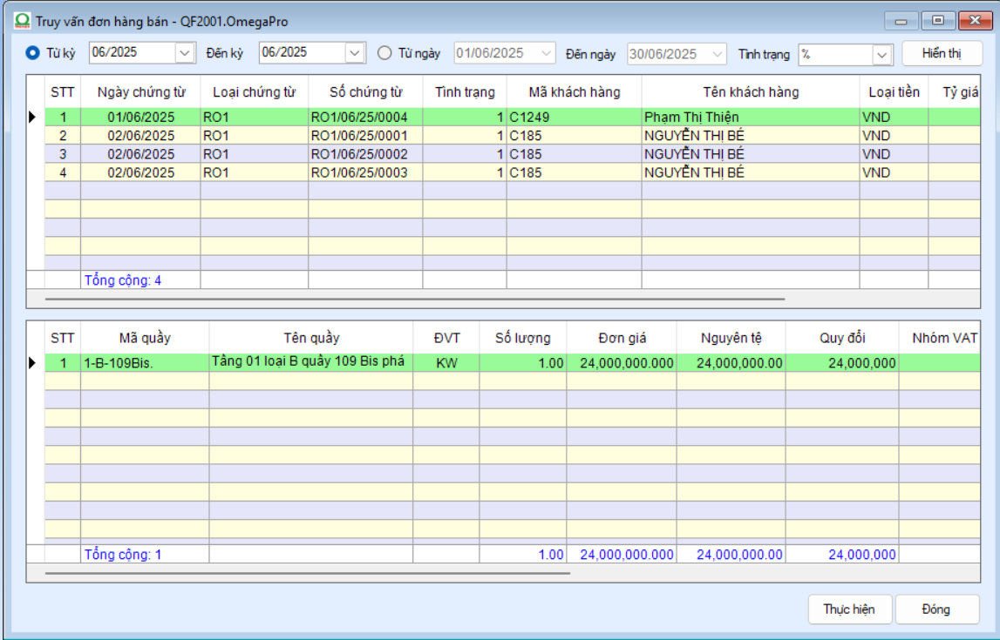 Truy vấn đơn hàng bán - QF2001.OmegaPro
Từ kỳ 06/2025 Đến kỳ 06/2025 Từ ngày 01/06/2025 Đến ngày 30/06/2025 Tình trạng % Hiển thị
STT Ngày chứng từ Loại chứng từ Số chứng từ Tình trạng Mã khách hàng Tên khách hàng Loại tiền Tỷ giá
1 01/06/2025 RO1 RO1/06/25/0004 1 C1249 Phạm Thị Thiện VND
2 02/06/2025 RO1 RO1/06/25/0001 1 C185 NGUYỄN THỊ BÉ VND
3 02/06/2025 RO1 RO1/06/25/0002 1 C185 NGUYỄN THỊ BÉ VND
4 02/06/2025 RO1 RO1/06/25/0003 1 C185 NGUYỄN THỊ BÉ VND
Tổng cộng: 4
STT Mã quầy Tên quầy ĐVT Số lượng Đơn giá Nguyên tệ Quy đổi Nhóm VAT
1 1-B-109Bis. Tầng 01 loại B quầy 109 Bis phá KW 1.00 24,000,000.000 24,000,000.00 24,000,000
Tổng cộng: 1 1.00 24,000,000.000 24,000,000.00 24,000,000
Thực hiện Đóng